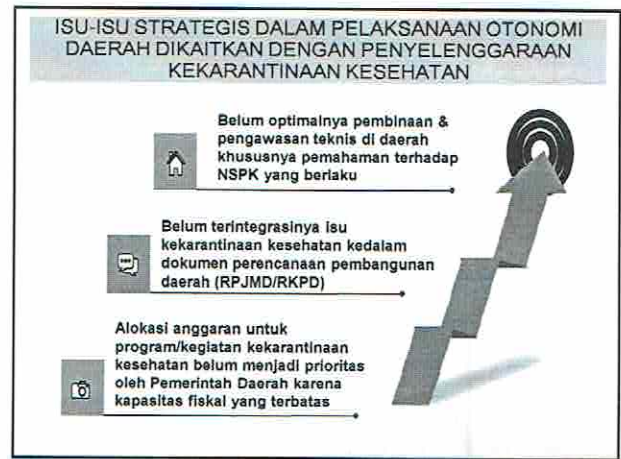 ISU-ISU STRATEGIS DALAM PELAKSANAAN OTONOMI
DAERAH DIKAITKAN DENGAN PENYELENGGARAAN
KEKARANTINAAN KESEHATAN
Belum optimalnya pembinaan &
pengawasan teknis di daerah
khususnya pemahaman terhadap
NSPK yang berlaku
Belum terintegrasinya isu
kekarantinaan kesehatan kedalam
dokumen perencanaan pembangunan
daerah (RPJMD/RKPD)
Alokasi anggaran untuk
program/kegiatan kekarantinaan
kesehatan belum menjadi prioritas
oleh Pemerintah Daerah karena
kapasitas fiskal yang terbatas